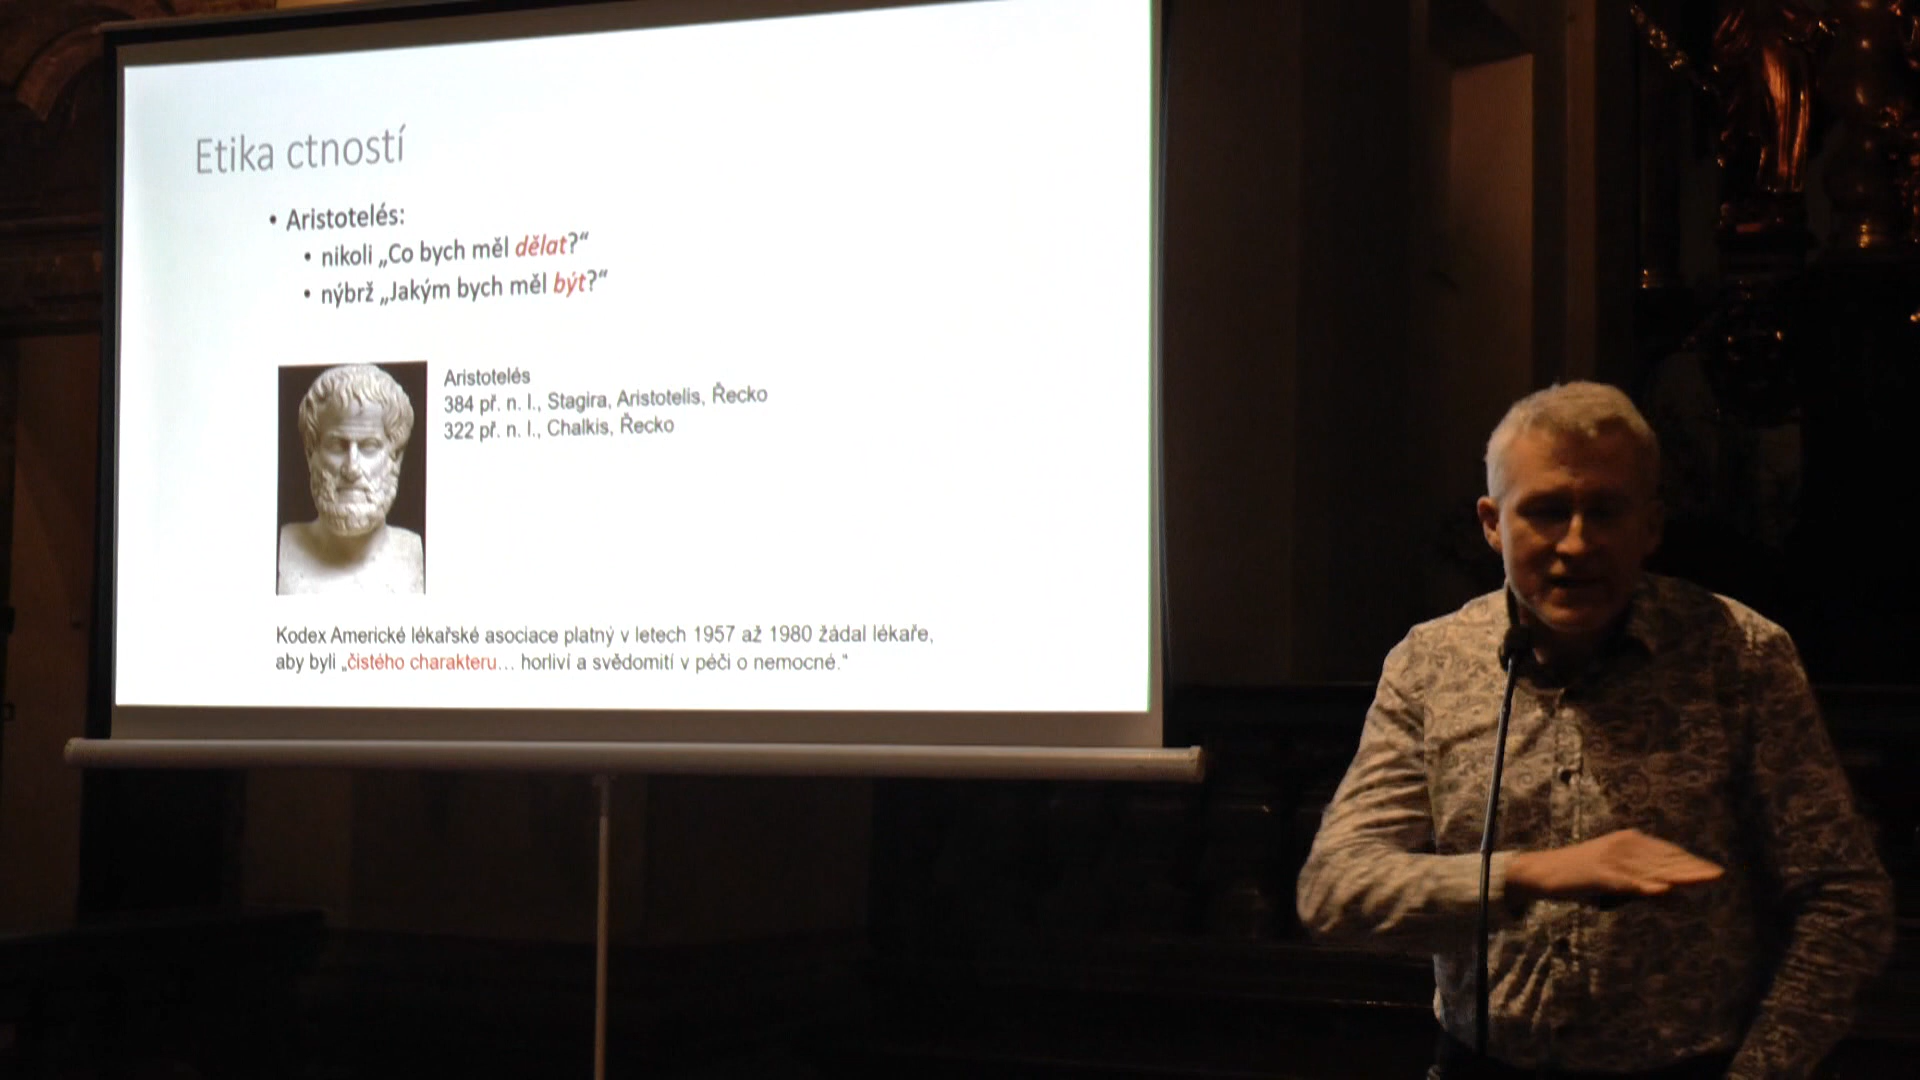 Etika ctností
• Aristotelés:
• nikoli „Co bych měl dělat?“
• nýbrž „Jakým bych měl být?“
Aristotelés
384 př. n. l., Stagira, Aristotelis, Řecko
322 př. n. l., Chalkis, Řecko
Kodex Americké lékařské asociace platný v letech 1957 až 1980 žádal lékaře,
aby byli „čistého charakteru… horliví a svědomití v péči o nemocné.“